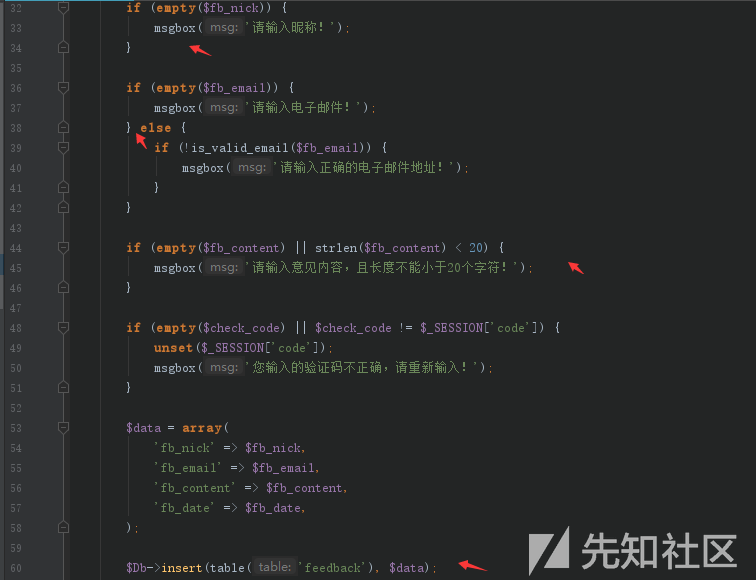 32 if (empty($fb_nick)) {
33 msgbox( msg: '请输入昵称！');
34 }
35
36 if (empty($fb_email)) {
37 msgbox( msg: '请输入电子邮件！');
38 } else {
39 if (!is_valid_email($fb_email)) {
40 msgbox( msg: '请输入正确的电子邮件地址！');
41 }
42 }
43
44 if (empty($fb_content) || strlen($fb_content) < 20) {
45 msgbox( msg: '请输入意见内容，且长度不能小于20个字符！');
46 }
47
48 if (empty($check_code) || $check_code != $_SESSION['code']) {
49 unset($_SESSION['code']);
50 msgbox( msg: '您输入的验证码不正确，请重新输入！');
51 }
52
53 $data = array(
54 'fb_nick' => $fb_nick,
55 'fb_email' => $fb_email,
56 'fb_content' => $fb_content,
57 'fb_date' => $fb_date,
58 );
59
60 $Db->insert(table( table: 'feedback'), $data);
先知社区